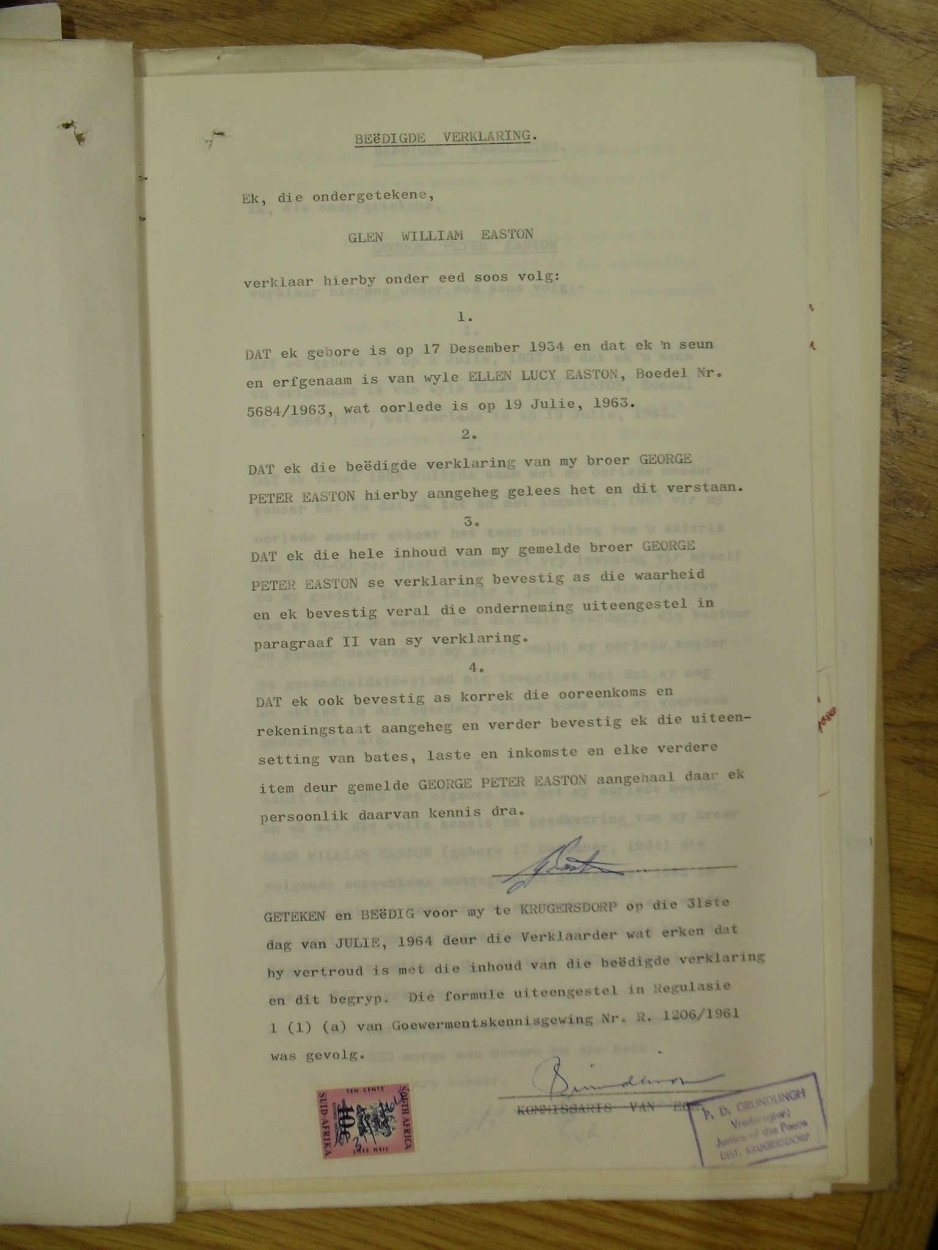 BEëDIGDE VERKLARING.
Ek, die ondergetekene,
GLEN WILLIAM EASTON
verklaar hierby onder eed soos volg:
1.
DAT ek gebore is op 17 Desember 1934 en dat ek 'n seun
en erfgenaam is van wyle ELLEN LUCY EASTON, Boedel Nr.
5684/1963, wat oorlede is op 19 Julie, 1963.
2.
DAT ek die beëdigde verklaring van my broer GEORGE
PETER EASTON hierby aangeheg gelees het en dit verstaan.
3.
DAT ek die hele inhoud van my gemelde broer GEORGE
PETER EASTON se verklaring bevestig as die waarheid
en ek bevestig veral die onderneming uiteengestel in
paragraaf II van sy verklaring.
4.
DAT ek ook bevestig as korrek die ooreenkoms en
rekeningstaat aangeheg en verder bevestig ek die uiteen-
setting van bates, laste en inkomste en elke verdere
item deur gemelde GEORGE PETER EASTON aangehaal daar ek
persoonlik daarvan kennis dra.
GETEKEN en BEëDIG voor my te KRUGERSDORP op die 31ste
dag van JULIE, 1964 deur die Verklaarder wat erken dat
hy vertroud is met die inhoud van die beëdigde verklaring
en dit begryp. Die formule uiteengestel in Regulasie
1 (1) (a) van Goewermentskennisgewing Nr. R. 1206/1961
was gevolg.
KOMMISSARIS VAN EDE
P. D. GRUNDLINGH
Vrederegter/
Justice of the Peace
DIST. KRUGERSDORP
TEN CENTS
SUID-AFRIKA
10c
SOUTH AFRICA
TIEN SENT